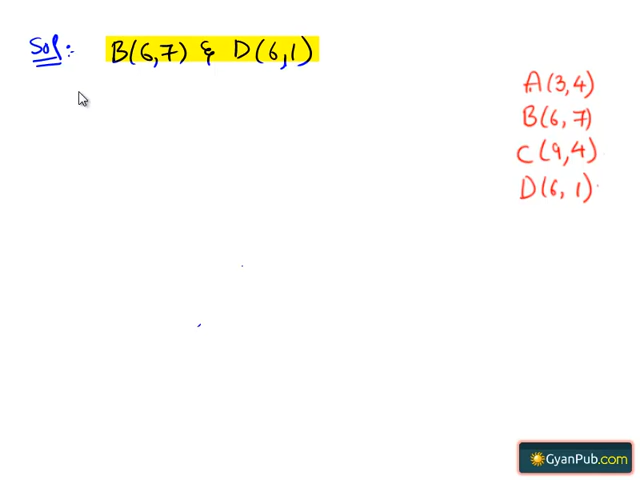 Sol:
B(6,7) & D(6,1)
A(3,4)
B(6,7)
C(9,4)
D(6,1)
GyanPub.com